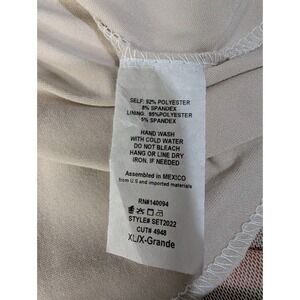 SELF: 92% POLYESTER
8% SPANDEX
LINING: 95%POLYESTER
5% SPANDEX
HAND WASH
WITH COLD WATER
DO NOT BLEACH
HANG OR LINE DRY
IRON, IF NEEDED
Assembled in MEXICO
from U.S and imported materials
RN#140094
STYLE# SET2022
CUT# 4948
XL/X-Grande